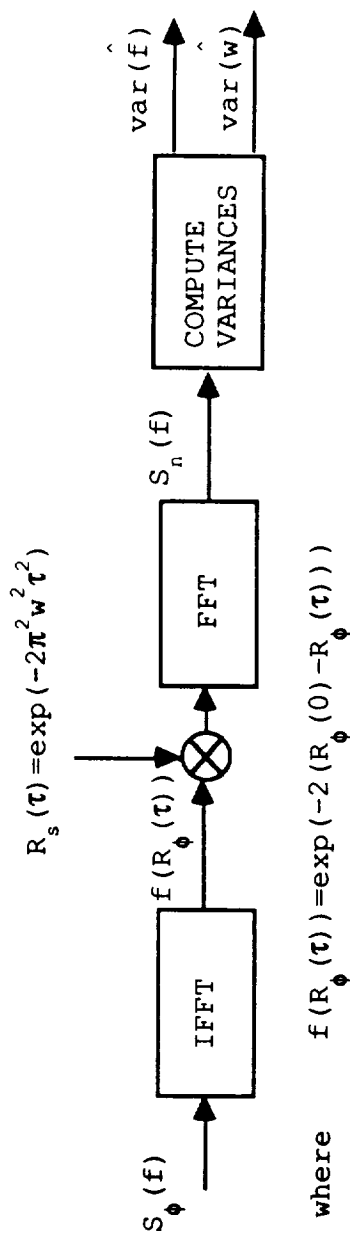 R_s(τ)=exp(-2π²w²τ²)
S_ϕ(f)
IFFT
f(R_ϕ(τ))
FFT
S_n(f)
COMPUTE
VARIANCES
var(f̂)
var(ŵ)
where f(R_ϕ(τ))=exp(-2(R_ϕ(0)-R_ϕ(τ)))